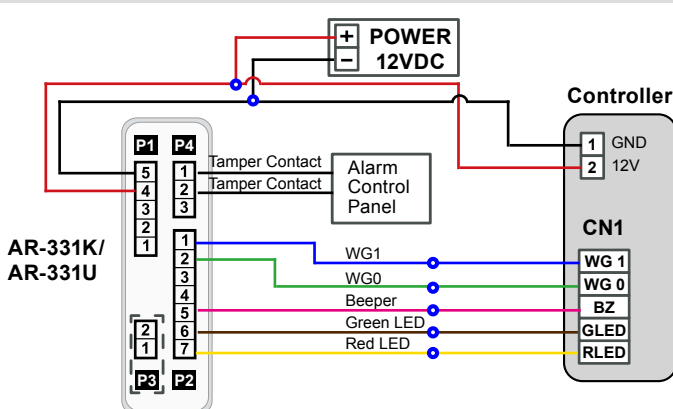 + POWER
− 12VDC
Controller
1 GND
2 12V
P1 P4
5
4
3
2
1
1
2
3
Tamper Contact
Tamper Contact
Alarm
Control
Panel
AR-331K/
AR-331U
1
2
3
4
5
6
7
WG1
WG0
Beeper
Green LED
Red LED
CN1
WG 1
WG 0
BZ
GLED
RLED
2
1
P3 P2